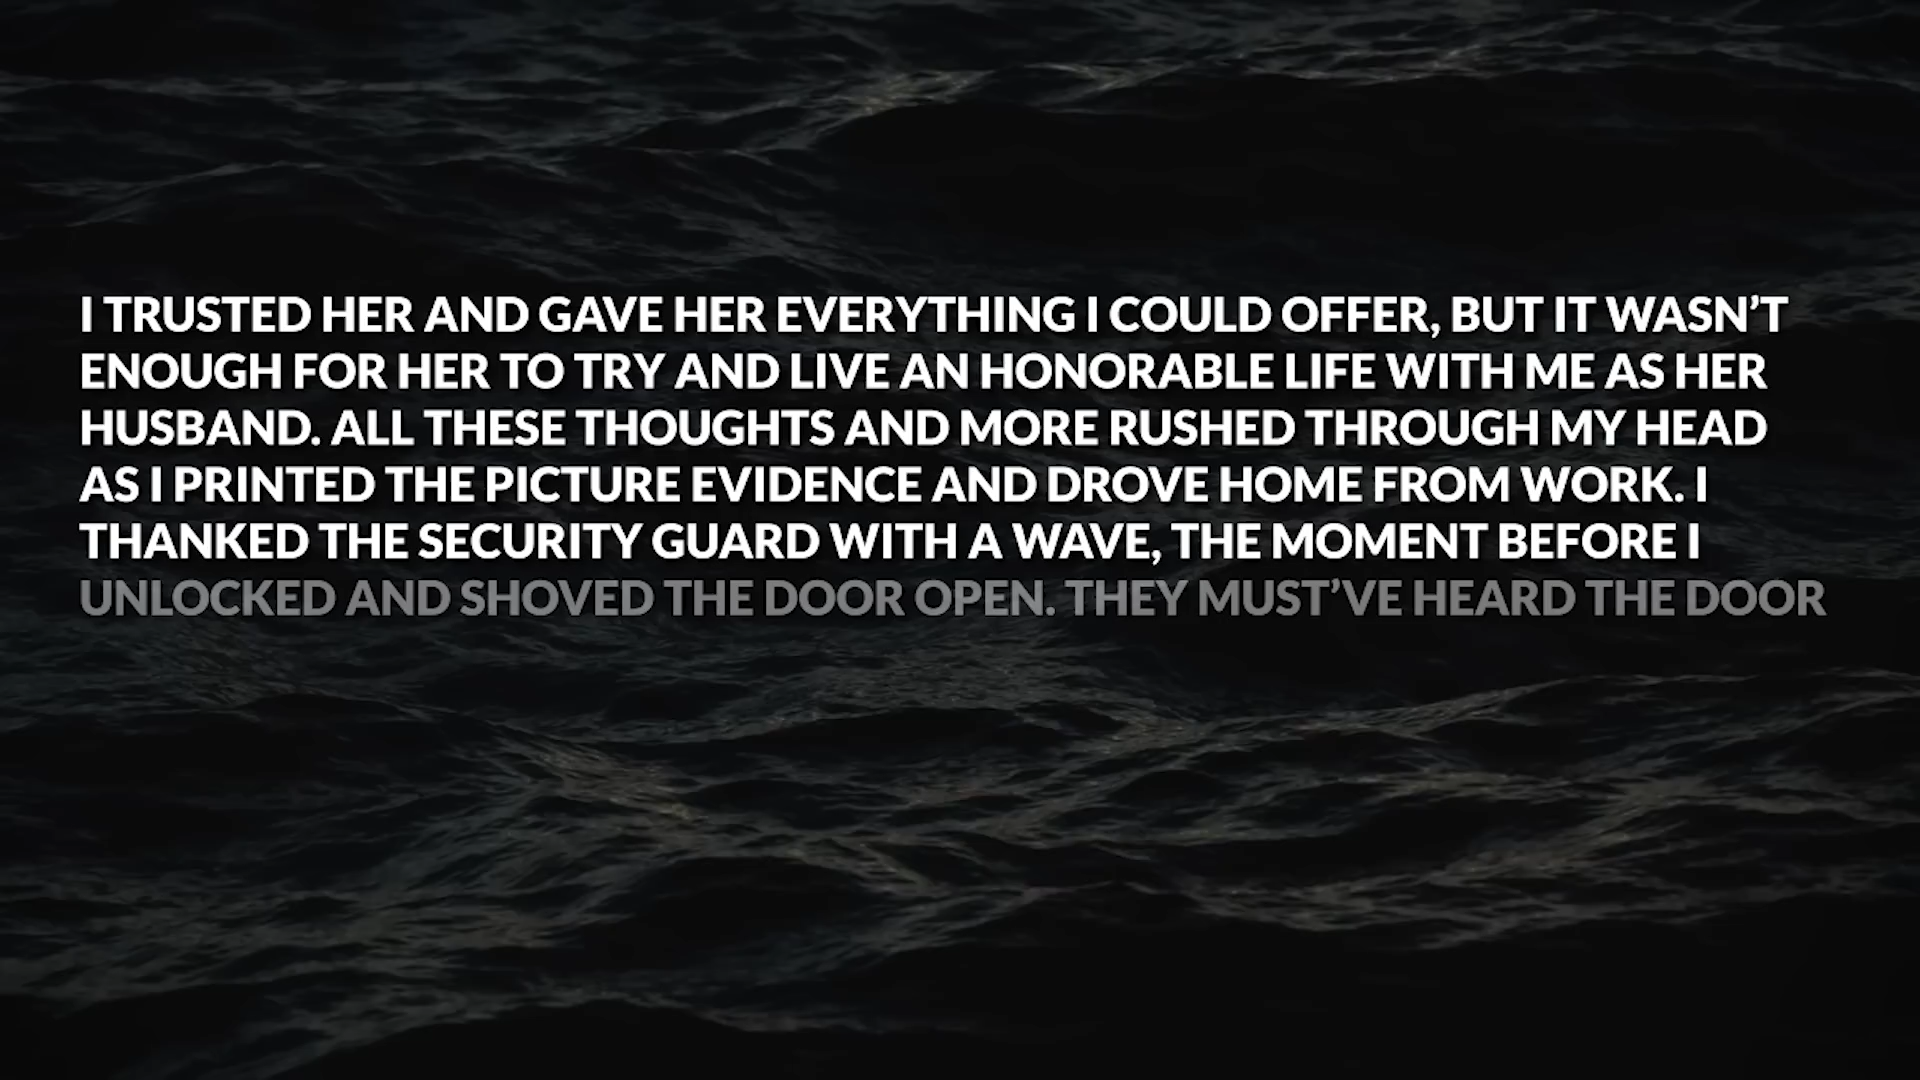 I TRUSTED HER AND GAVE HER EVERYTHING I COULD OFFER, BUT IT WASN’T
ENOUGH FOR HER TO TRY AND LIVE AN HONORABLE LIFE WITH ME AS HER
HUSBAND. ALL THESE THOUGHTS AND MORE RUSHED THROUGH MY HEAD
AS I PRINTED THE PICTURE EVIDENCE AND DROVE HOME FROM WORK. I
THANKED THE SECURITY GUARD WITH A WAVE, THE MOMENT BEFORE I
UNLOCKED AND SHOVED THE DOOR OPEN. THEY MUST’VE HEARD THE DOOR